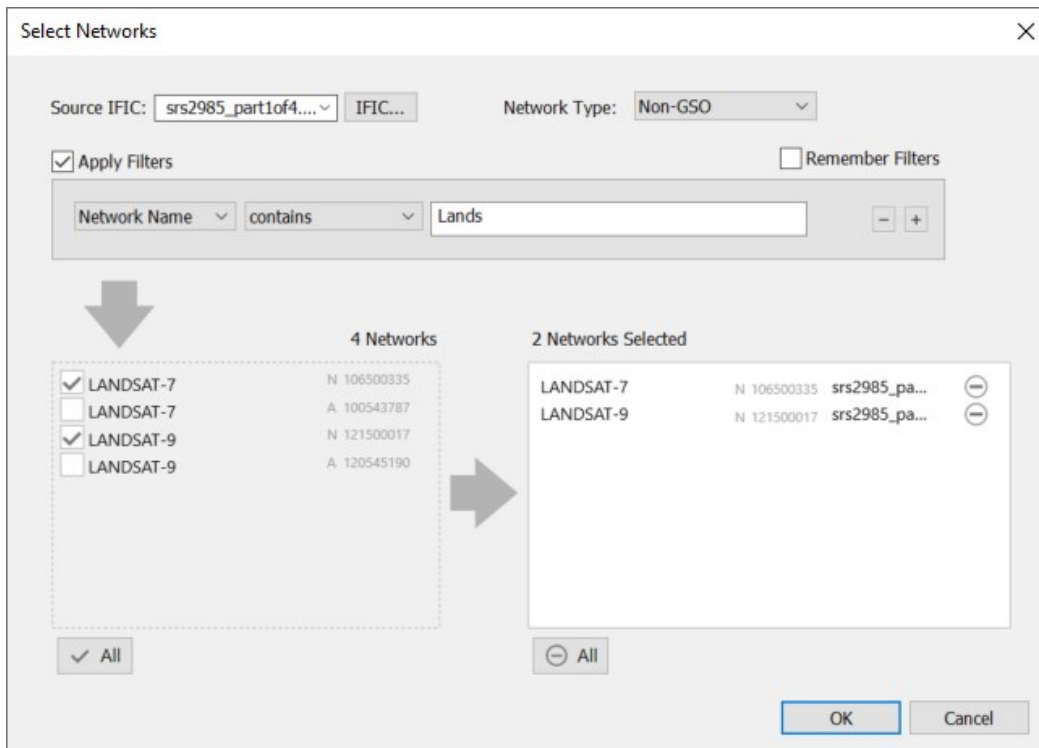 Select Networks
Source IFIC: srs2985_part1of4.... IFIC... Network Type: Non-GSO
Apply Filters Remember Filters
Network Name contains Lands - +
4 Networks 2 Networks Selected
LANDSAT-7 N 106500335 LANDSAT-7 N 106500335 srs2985_pa...
LANDSAT-7 A 100543787
LANDSAT-9 N 121500017 LANDSAT-9 N 121500017 srs2985_pa...
LANDSAT-9 A 120545190
All All
OK Cancel